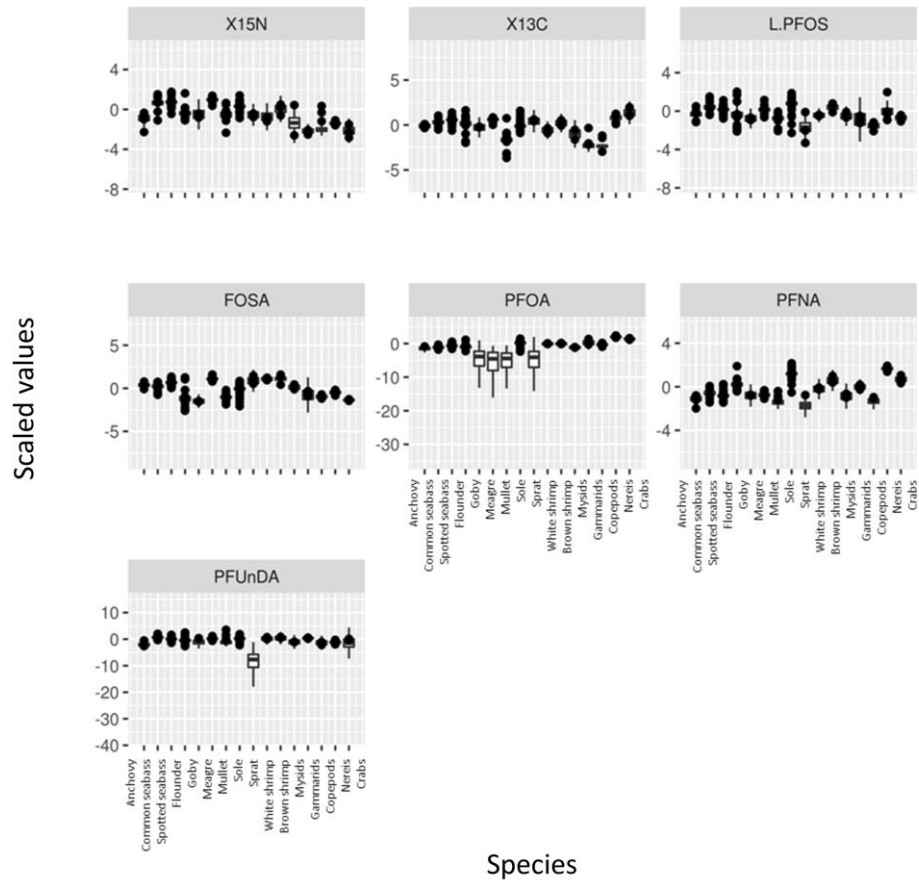 X15N
X13C
L.PFOS
4
0
-4
-8
5
0
-5
4
0
-4
-8
FOSA
PFOA
PFNA
5
0
-5
0
-10
-20
-30
4
0
-4
Scaled values
Anchovy
Common seabass
Spotted seabass
Flounder
Goby
Meagre
Mullet
Sole
Sprat
White shrimp
Brown shrimp
Mysids
Gammarids
Copepods
Nereis
Crabs
Anchovy
Common seabass
Spotted seabass
Flounder
Goby
Meagre
Mullet
Sole
Sprat
White shrimp
Brown shrimp
Mysids
Gammarids
Copepods
Nereis
Crabs
PFUnDA
10
0
-10
-20
-30
-40
Anchovy
Common seabass
Spotted seabass
Flounder
Goby
Meagre
Mullet
Sole
Sprat
White shrimp
Brown shrimp
Mysids
Gammarids
Copepods
Nereis
Crabs
Species